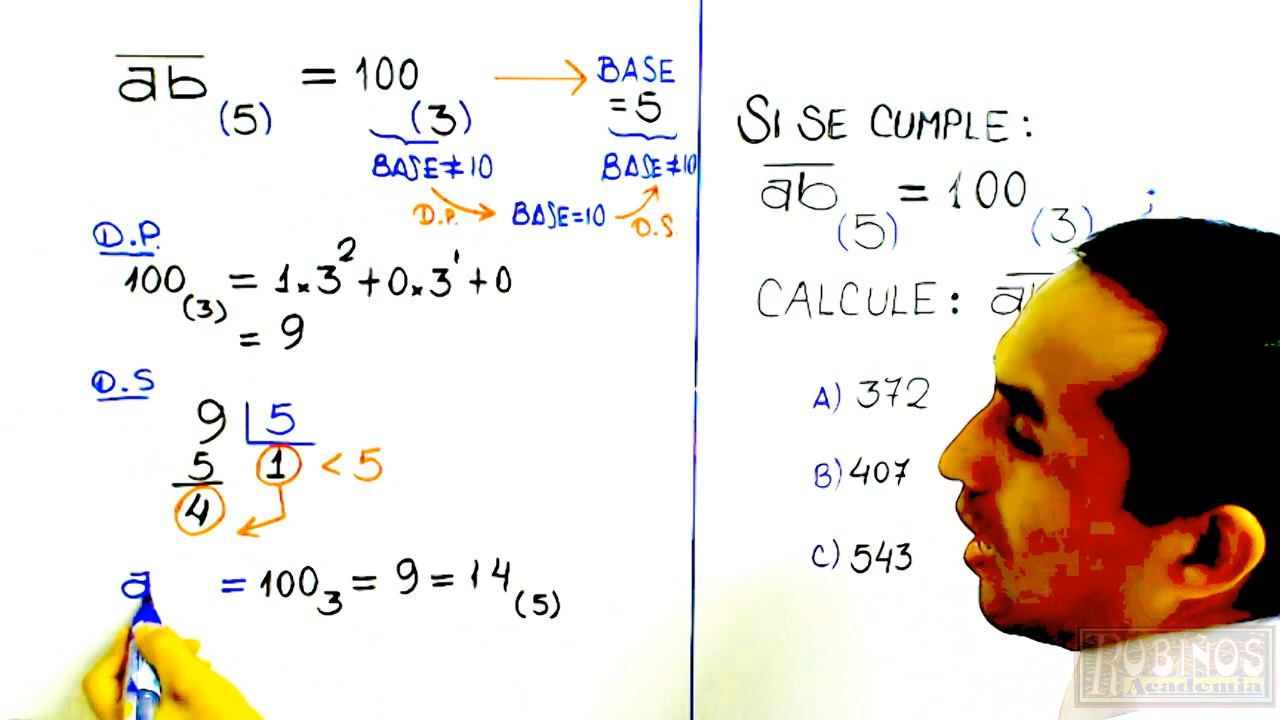 ab(5) = 100(3) → BASE = 5
BASE≠10 BASE≠10
D.P. BASE=10 D.S.
D.P.
100(3) = 1×3² + 0×3¹ + 0
= 9
D.S
9 5
5 1 < 5
4
a = 100₃ = 9 = 14(5)
SI SE CUMPLE:
ab(5) = 100(3) ;
CALCULE:
A) 372
B) 407
C) 543
ROBINOS
Academia